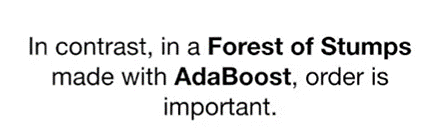 In contrast, in a Forest of Stumps
made with AdaBoost, order is
important.